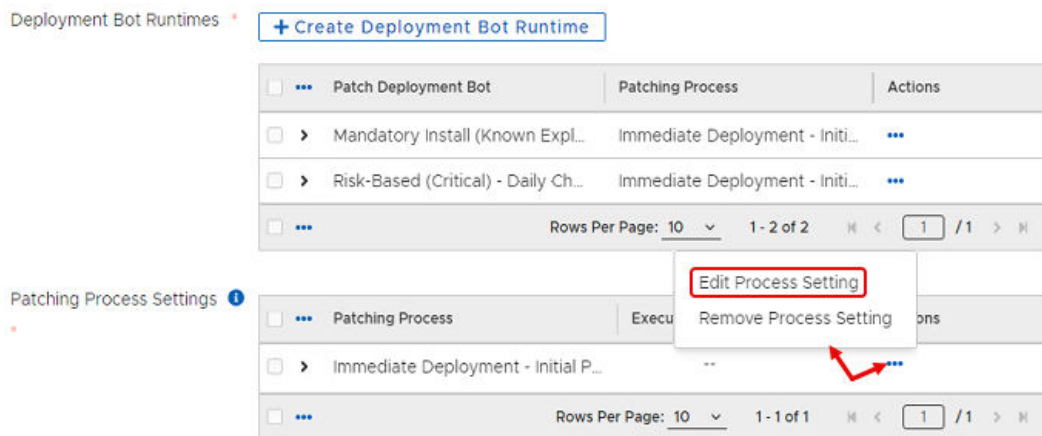 Deployment Bot Runtimes *
+ Create Deployment Bot Runtime
Patch Deployment Bot Patching Process Actions
Mandatory Install (Known Expl... Immediate Deployment - Initi...
Risk-Based (Critical) - Daily Ch... Immediate Deployment - Initi...
Rows Per Page: 10 1 - 2 of 2 1 / 1
Edit Process Setting
Remove Process Setting
Patching Process Settings *
Patching Process Execu ons
Immediate Deployment - Initial P... --
Rows Per Page: 10 1 - 1 of 1 1 / 1